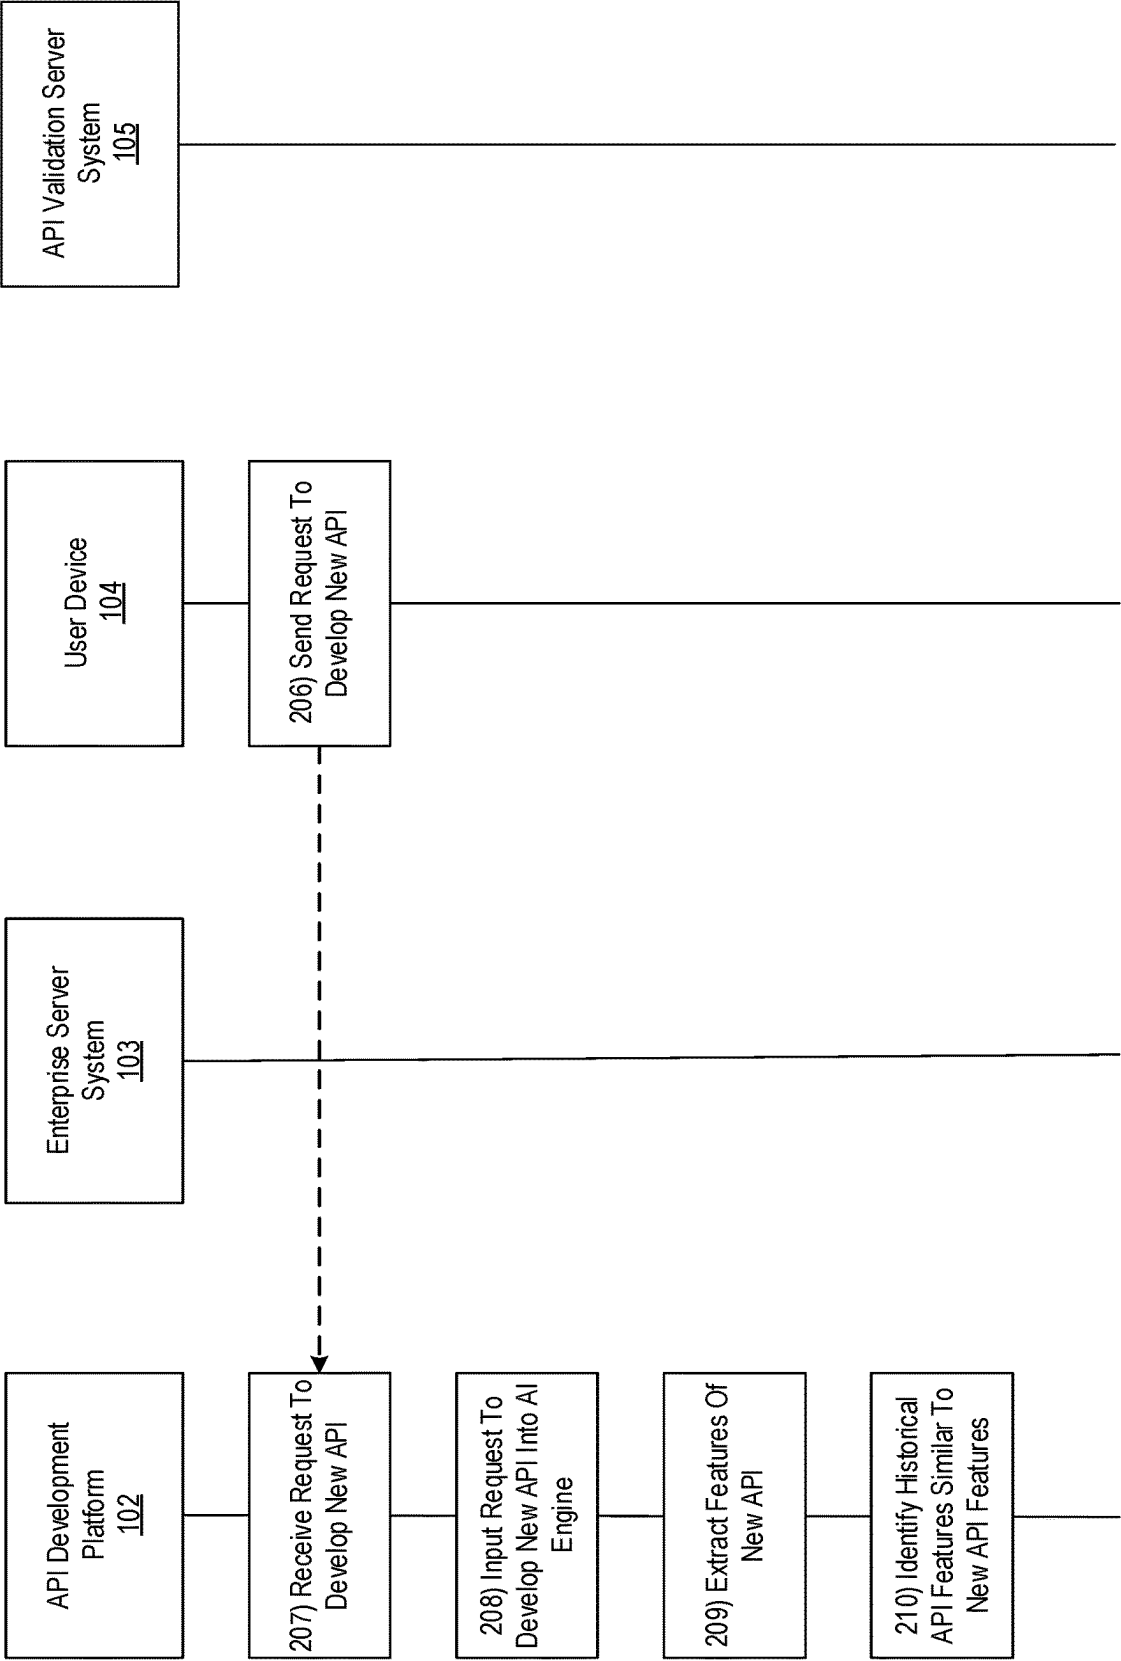 API Development
Platform
102
Enterprise Server
System
103
User Device
104
API Validation Server
System
105
206) Send Request To
Develop New API
207) Receive Request To
Develop New API
208) Input Request To
Develop New API Into AI
Engine
209) Extract Features Of
New API
210) Identify Historical
API Features Similar To
New API Features